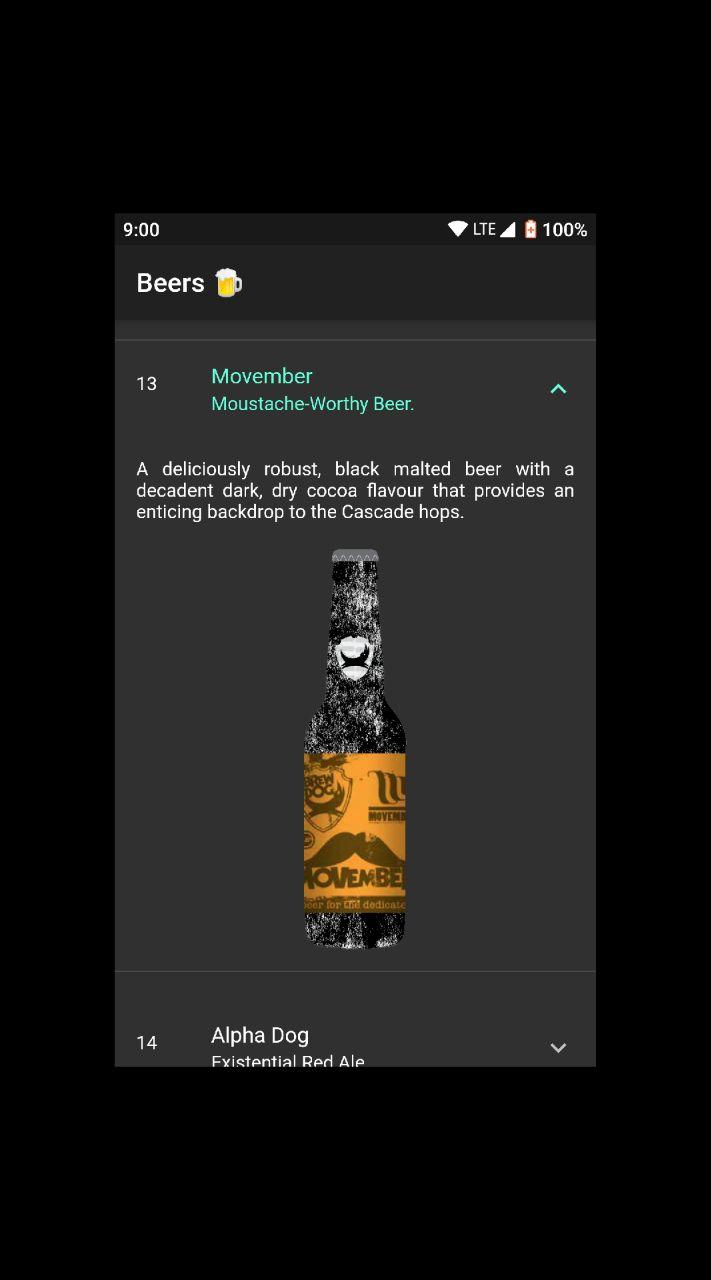 9:00 LTE 100%
Beers
13 Movember
Moustache-Worthy Beer.
A deliciously robust, black malted beer with a
decadent dark, dry cocoa flavour that provides an
enticing backdrop to the Cascade hops.
BREW
DOG
MOVEMB
MOVEMBE
beer for the dedicate
14 Alpha Dog
Existential Red Ale